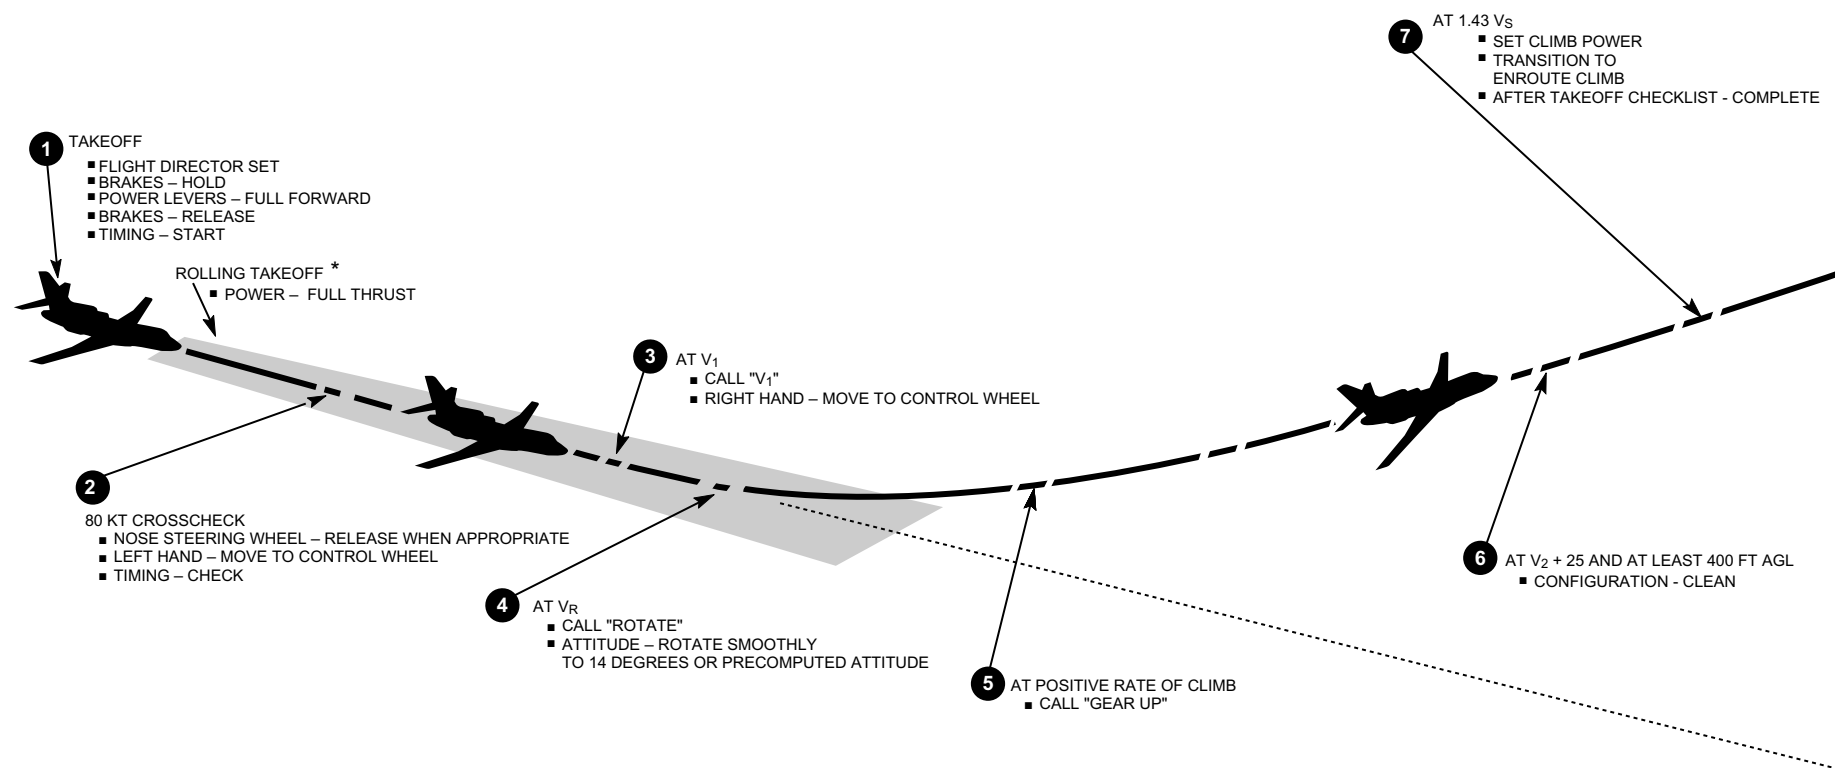 1 TAKEOFF
■ FLIGHT DIRECTOR SET
■ BRAKES – HOLD
■ POWER LEVERS – FULL FORWARD
■ BRAKES – RELEASE
■ TIMING – START
ROLLING TAKEOFF *
■ POWER – FULL THRUST
2
80 KT CROSSCHECK
■ NOSE STEERING WHEEL – RELEASE WHEN APPROPRIATE
■ LEFT HAND – MOVE TO CONTROL WHEEL
■ TIMING – CHECK
3 AT V1
■ CALL "V1"
■ RIGHT HAND – MOVE TO CONTROL WHEEL
4 AT VR
■ CALL "ROTATE"
■ ATTITUDE – ROTATE SMOOTHLY
TO 14 DEGREES OR PRECOMPUTED ATTITUDE
5 AT POSITIVE RATE OF CLIMB
■ CALL "GEAR UP"
6 AT V2 + 25 AND AT LEAST 400 FT AGL
■ CONFIGURATION - CLEAN
7 AT 1.43 VS
■ SET CLIMB POWER
■ TRANSITION TO
ENROUTE CLIMB
■ AFTER TAKEOFF CHECKLIST - COMPLETE